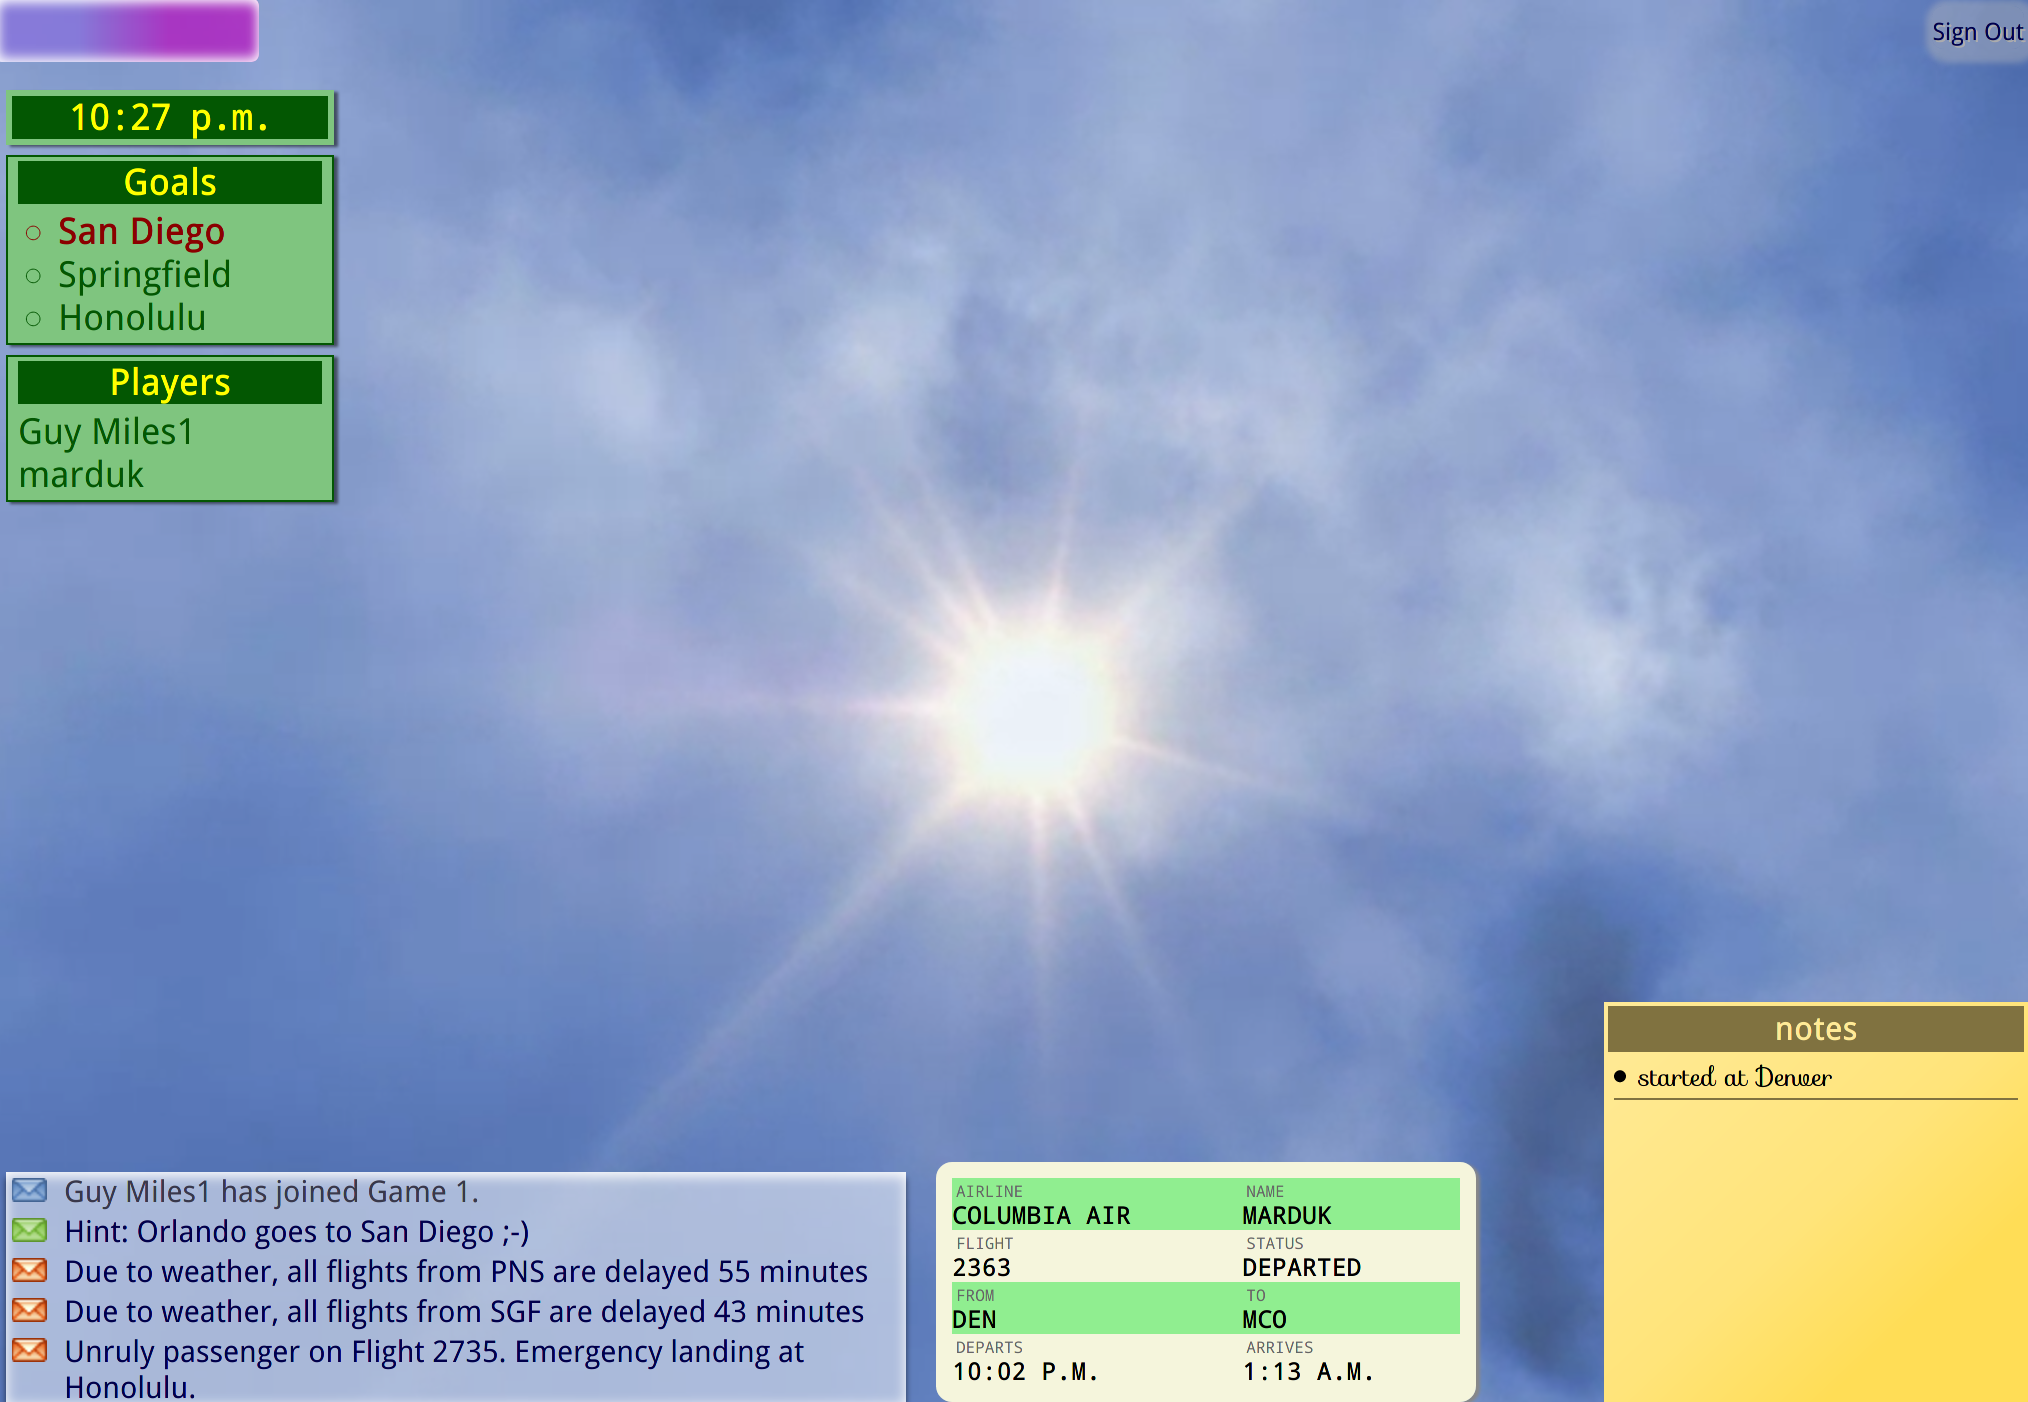 Sign Out
10:27 p.m.
Goals
San Diego
Springfield
Honolulu
Players
Guy Miles1
marduk
notes
started at Denver
Guy Miles1 has joined Game 1.
Hint: Orlando goes to San Diego ;-)
Due to weather, all flights from PNS are delayed 55 minutes
Due to weather, all flights from SGF are delayed 43 minutes
Unruly passenger on Flight 2735. Emergency landing at
Honolulu.
AIRLINE NAME
COLUMBIA AIR MARDUK
FLIGHT STATUS
2363 DEPARTED
FROM TO
DEN MCO
DEPARTS ARRIVES
10:02 P.M. 1:13 A.M.